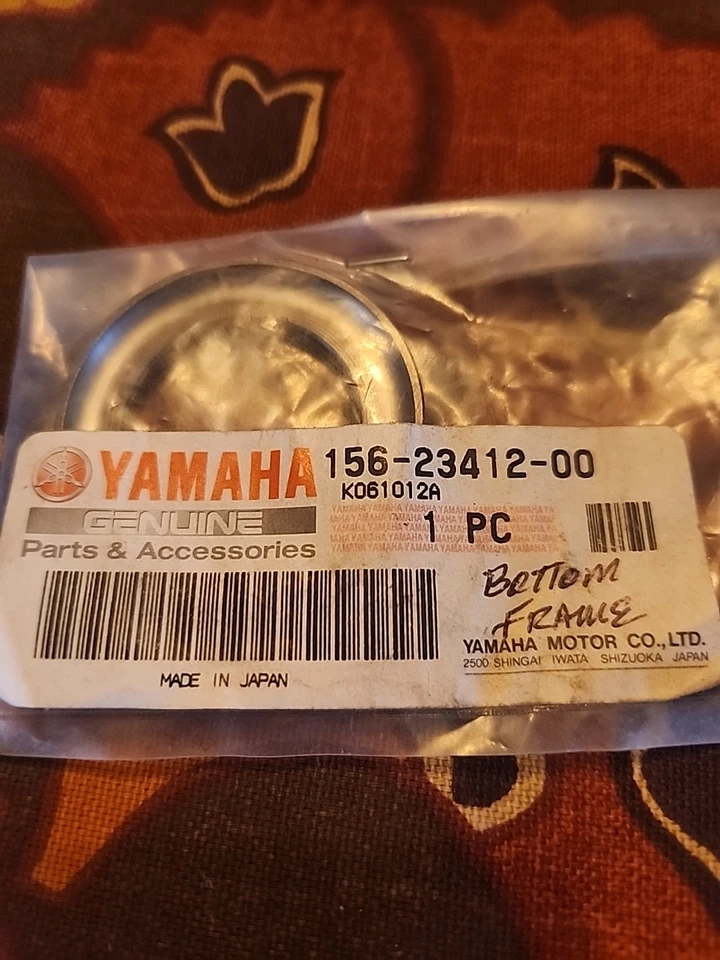 YAMAHA 156-23412-00
K061012A
GENUINE
1 PC
Parts & Accessories
BOTTOM
FRAME
YAMAHA MOTOR CO.,LTD.
2500 SHINGAI IWATA SHIZUOKA JAPAN
MADE IN JAPAN